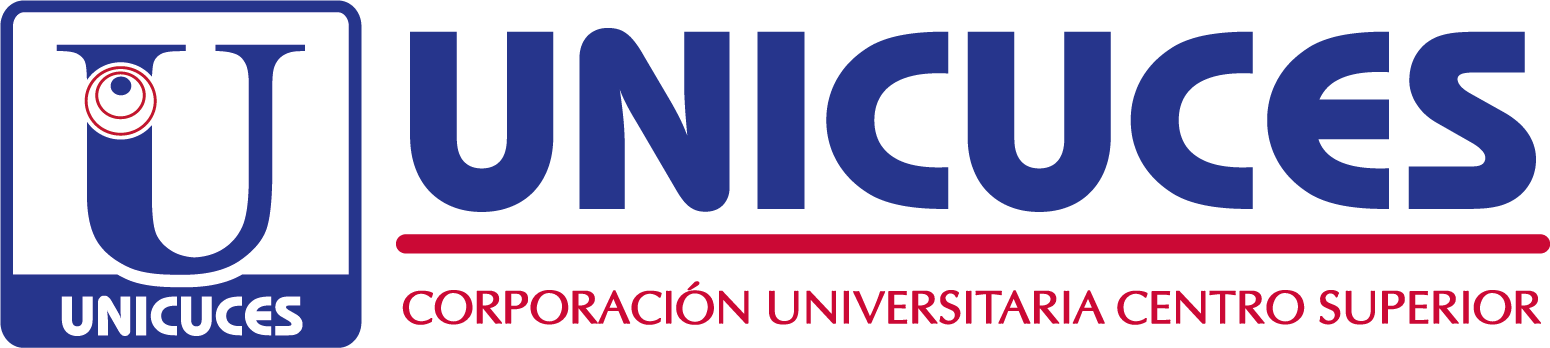 U
UNICUCES
UNICUCES
CORPORACIÓN UNIVERSITARIA CENTRO SUPERIOR